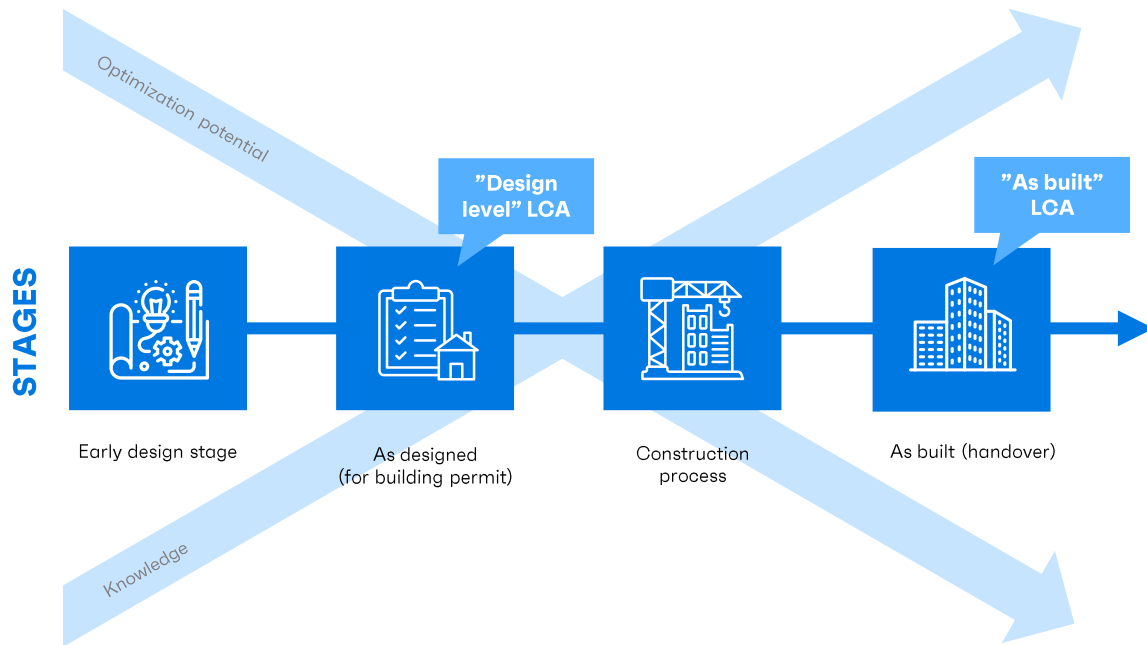 Optimization potential
”Design
level” LCA
”As built”
LCA
STAGES
Early design stage
As designed
(for building permit)
Construction
process
As built (handover)
Knowledge